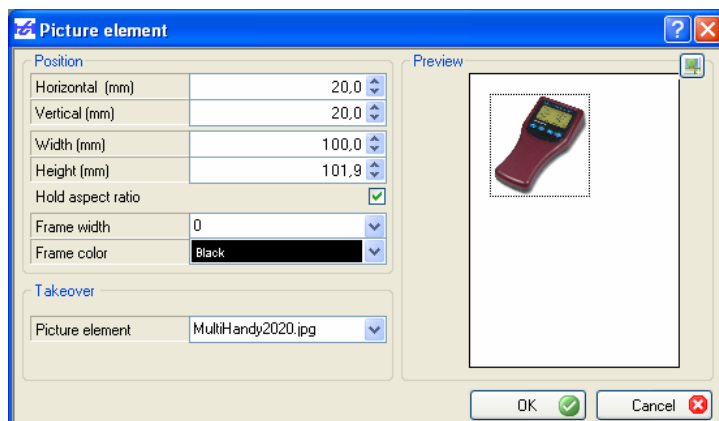 Picture element
Position
Horizontal (mm) 20,0
Vertical (mm) 20,0
Width (mm) 100,0
Height (mm) 101,9
Hold aspect ratio
Frame width 0
Frame color Black
Takeover
Picture element MultiHandy2020.jpg
Preview
OK Cancel